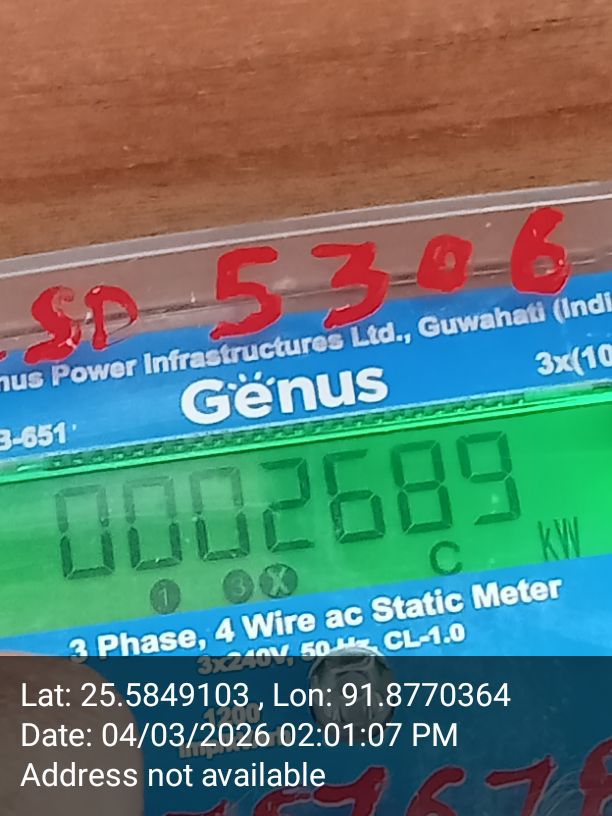 SD 5306
nus Power Infrastructures Ltd., Guwahati (Indi
Genus
3x(10
B-651
0002689
C
kW
1 3 X
3 Phase, 4 Wire ac Static Meter
3x240V, 50 Hz, CL-1.0
1200
Lat: 25.5849103 , Lon: 91.8770364
Date: 04/03/2026 02:01:07 PM
Address not available